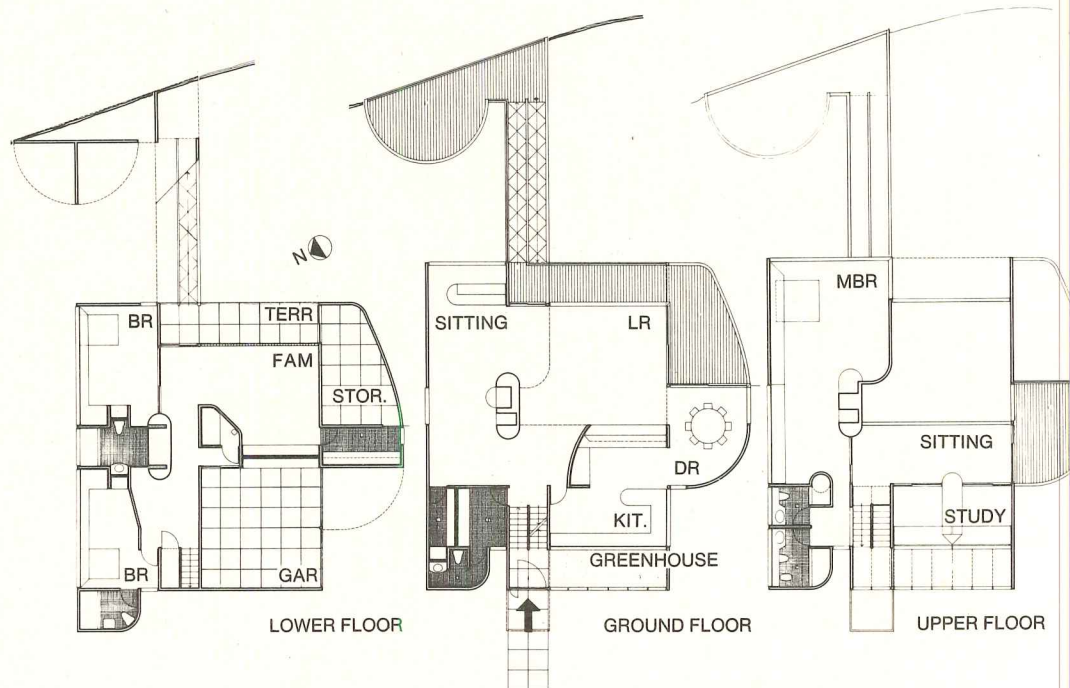 N
BR
TERR
FAM
STOR.
BR
GAR
LOWER FLOOR
SITTING
LR
DR
KIT.
GREENHOUSE
GROUND FLOOR
MBR
SITTING
STUDY
UPPER FLOOR